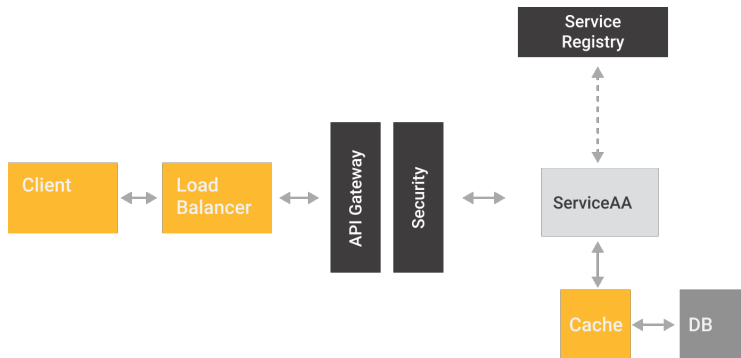 Service
Registry
Client
Load
Balancer
API Gateway
Security
ServiceAA
Cache
DB